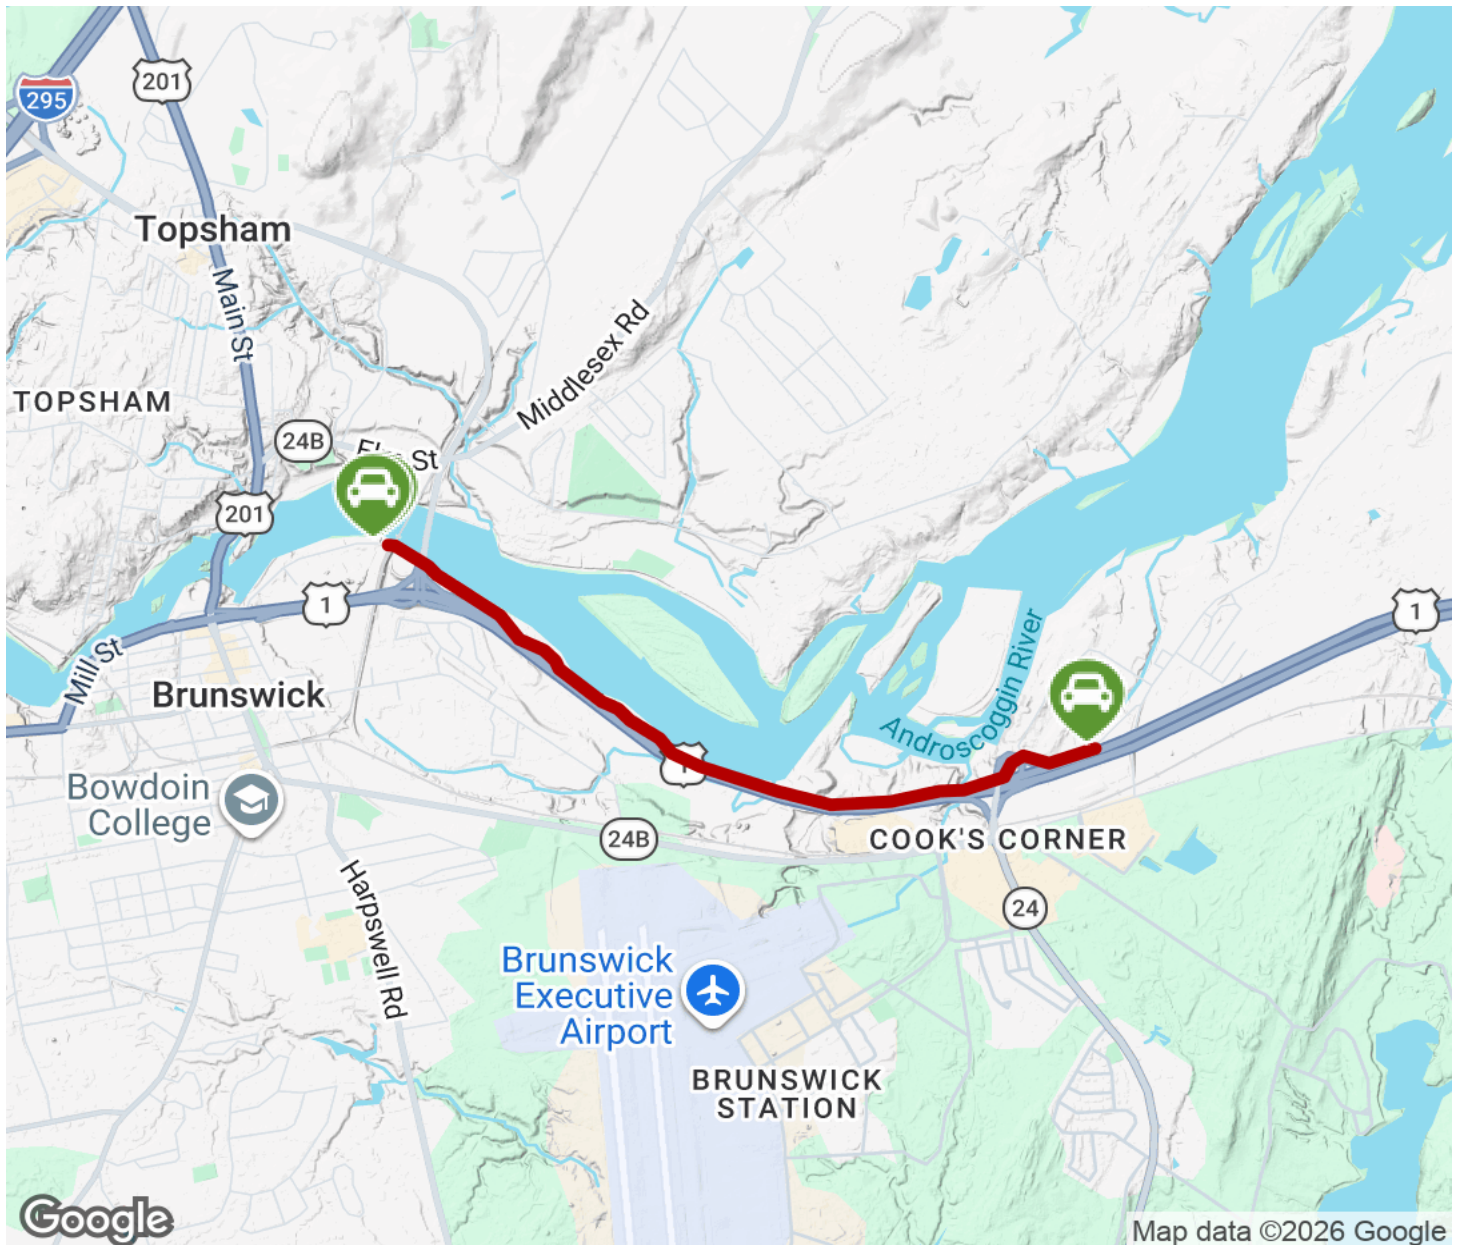 201
295
Topsham
Main St
Middlesex Rd
TOPSHAM
24B
St
201
1
1
Mill St
Brunswick
Androscoggin River
1
Bowdoin
College
24B
COOK'S CORNER
Harpswell Rd
24
Brunswick
Executive
Airport
BRUNSWICK
STATION
Google
Map data ©2026 Google